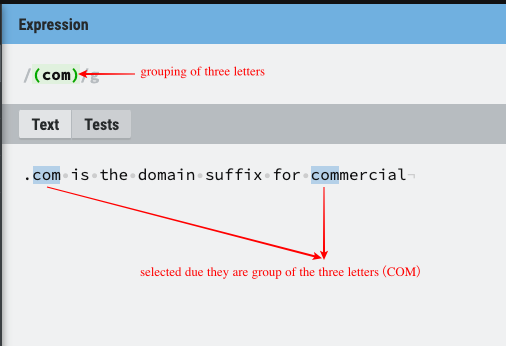 Expression
/(com)/g
grouping of three letters
Text Tests
.com is the domain suffix for commercial¬
selected due they are group of the three letters (COM)